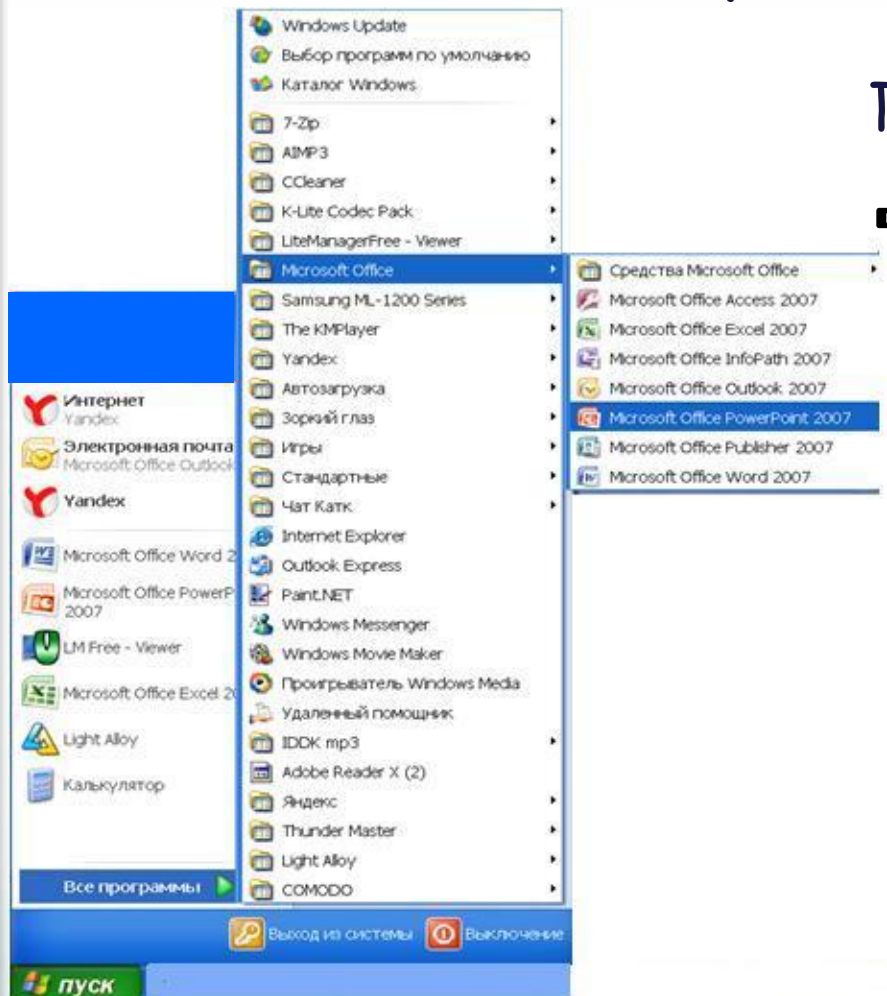 Windows Update
Выбор программ по умолчанию
Каталог Windows
7-Zip
AIMP3
CCleaner
K-Lite Codec Pack
LiteManagerFree - Viewer
Microsoft Office
Samsung ML-1200 Series
The KMPlayer
Yandex
Автозагрузка
Зоркий глаз
Игры
Стандартные
Чат Катк
Internet Explorer
Outlook Express
Paint.NET
Windows Messenger
Windows Movie Maker
Проигрыватель Windows Media
Удаленный помощник
IDDK mp3
Adobe Reader X (2)
Яндекс
Thunder Master
Light Alloy
COMODO
Средства Microsoft Office
Microsoft Office Access 2007
Microsoft Office Excel 2007
Microsoft Office InfoPath 2007
Microsoft Office Outlook 2007
Microsoft Office PowerPoint 2007
Microsoft Office Publisher 2007
Microsoft Office Word 2007
Интернет
Yandex
Электронная почта
Microsoft Office Outlook
Yandex
Microsoft Office Word 2
Microsoft Office PowerP
2007
LM Free - Viewer
Microsoft Office Excel 20
Light Alloy
Калькулятор
Все программы
Выход из системы
Выключение
пуск